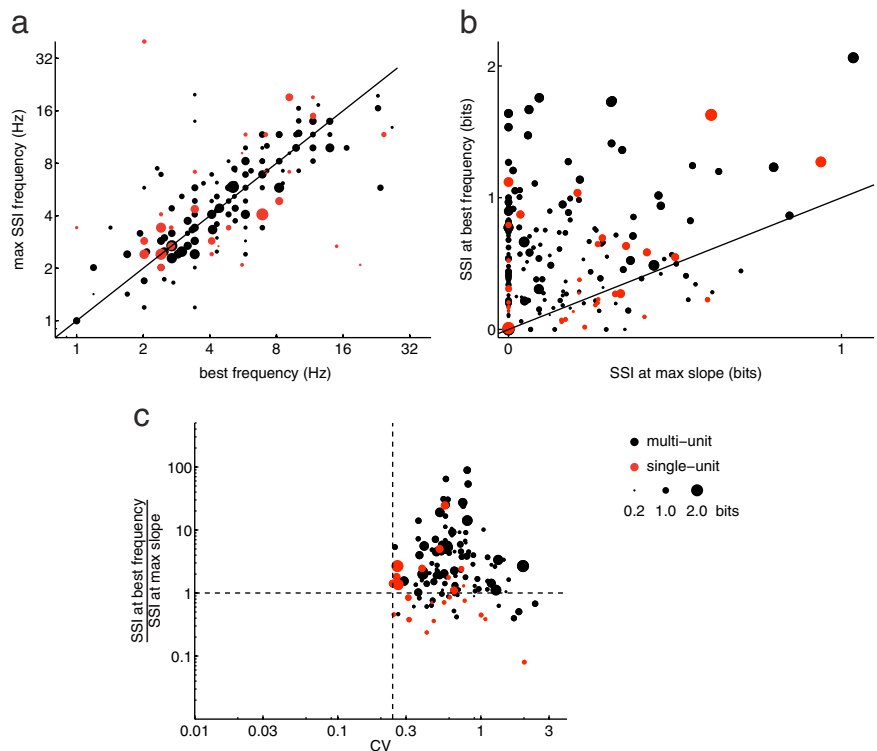 a
max SSI frequency (Hz)
32
16
8
4
2
1
1 2 4 8 16 32
best frequency (Hz)
b
SSI at best frequency (bits)
2
1
0
0 1
SSI at max slope (bits)
c
SSI at best frequency
SSI at max slope
100
10
1
0.1
0.01 0.03 0.1 0.3 1 3
CV
multi-unit
single-unit
0.2 1.0 2.0 bits